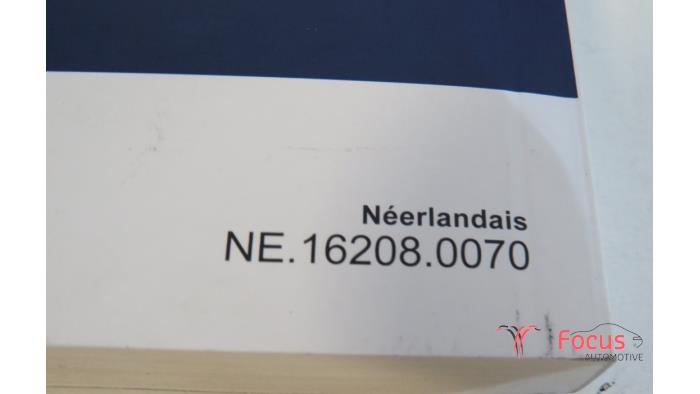 Néerlandais
NE.16208.0070
Focus
AUTOMOTIVE